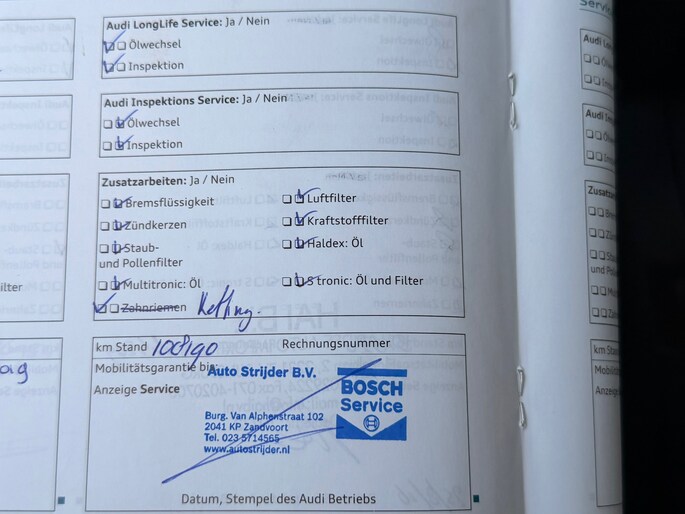 Audi LongLife Service: Ja / Nein
Ölwechsel
Inspektion
Audi Inspektions Service: Ja / Nein
Ölwechsel
Inspektion
Zusatzarbeiten: Ja / Nein
Bremsflüssigkeit
Luftfilter
Zündkerzen
Kraftstofffilter
Staub-
und Pollenfilter
Haldex: Öl
Multitronic: Öl
S tronic: Öl und Filter
Zahnriemen Ketting.
km Stand 108190
Rechnungsnummer
Mobilitätsgarantie bis:
Anzeige Service
Auto Strijder B.V.
Burg. Van Alphenstraat 102
2041 KP Zandvoort
Tel. 023 5714565
www.autostrijder.nl
BOSCH
Service
Datum, Stempel des Audi Betriebs